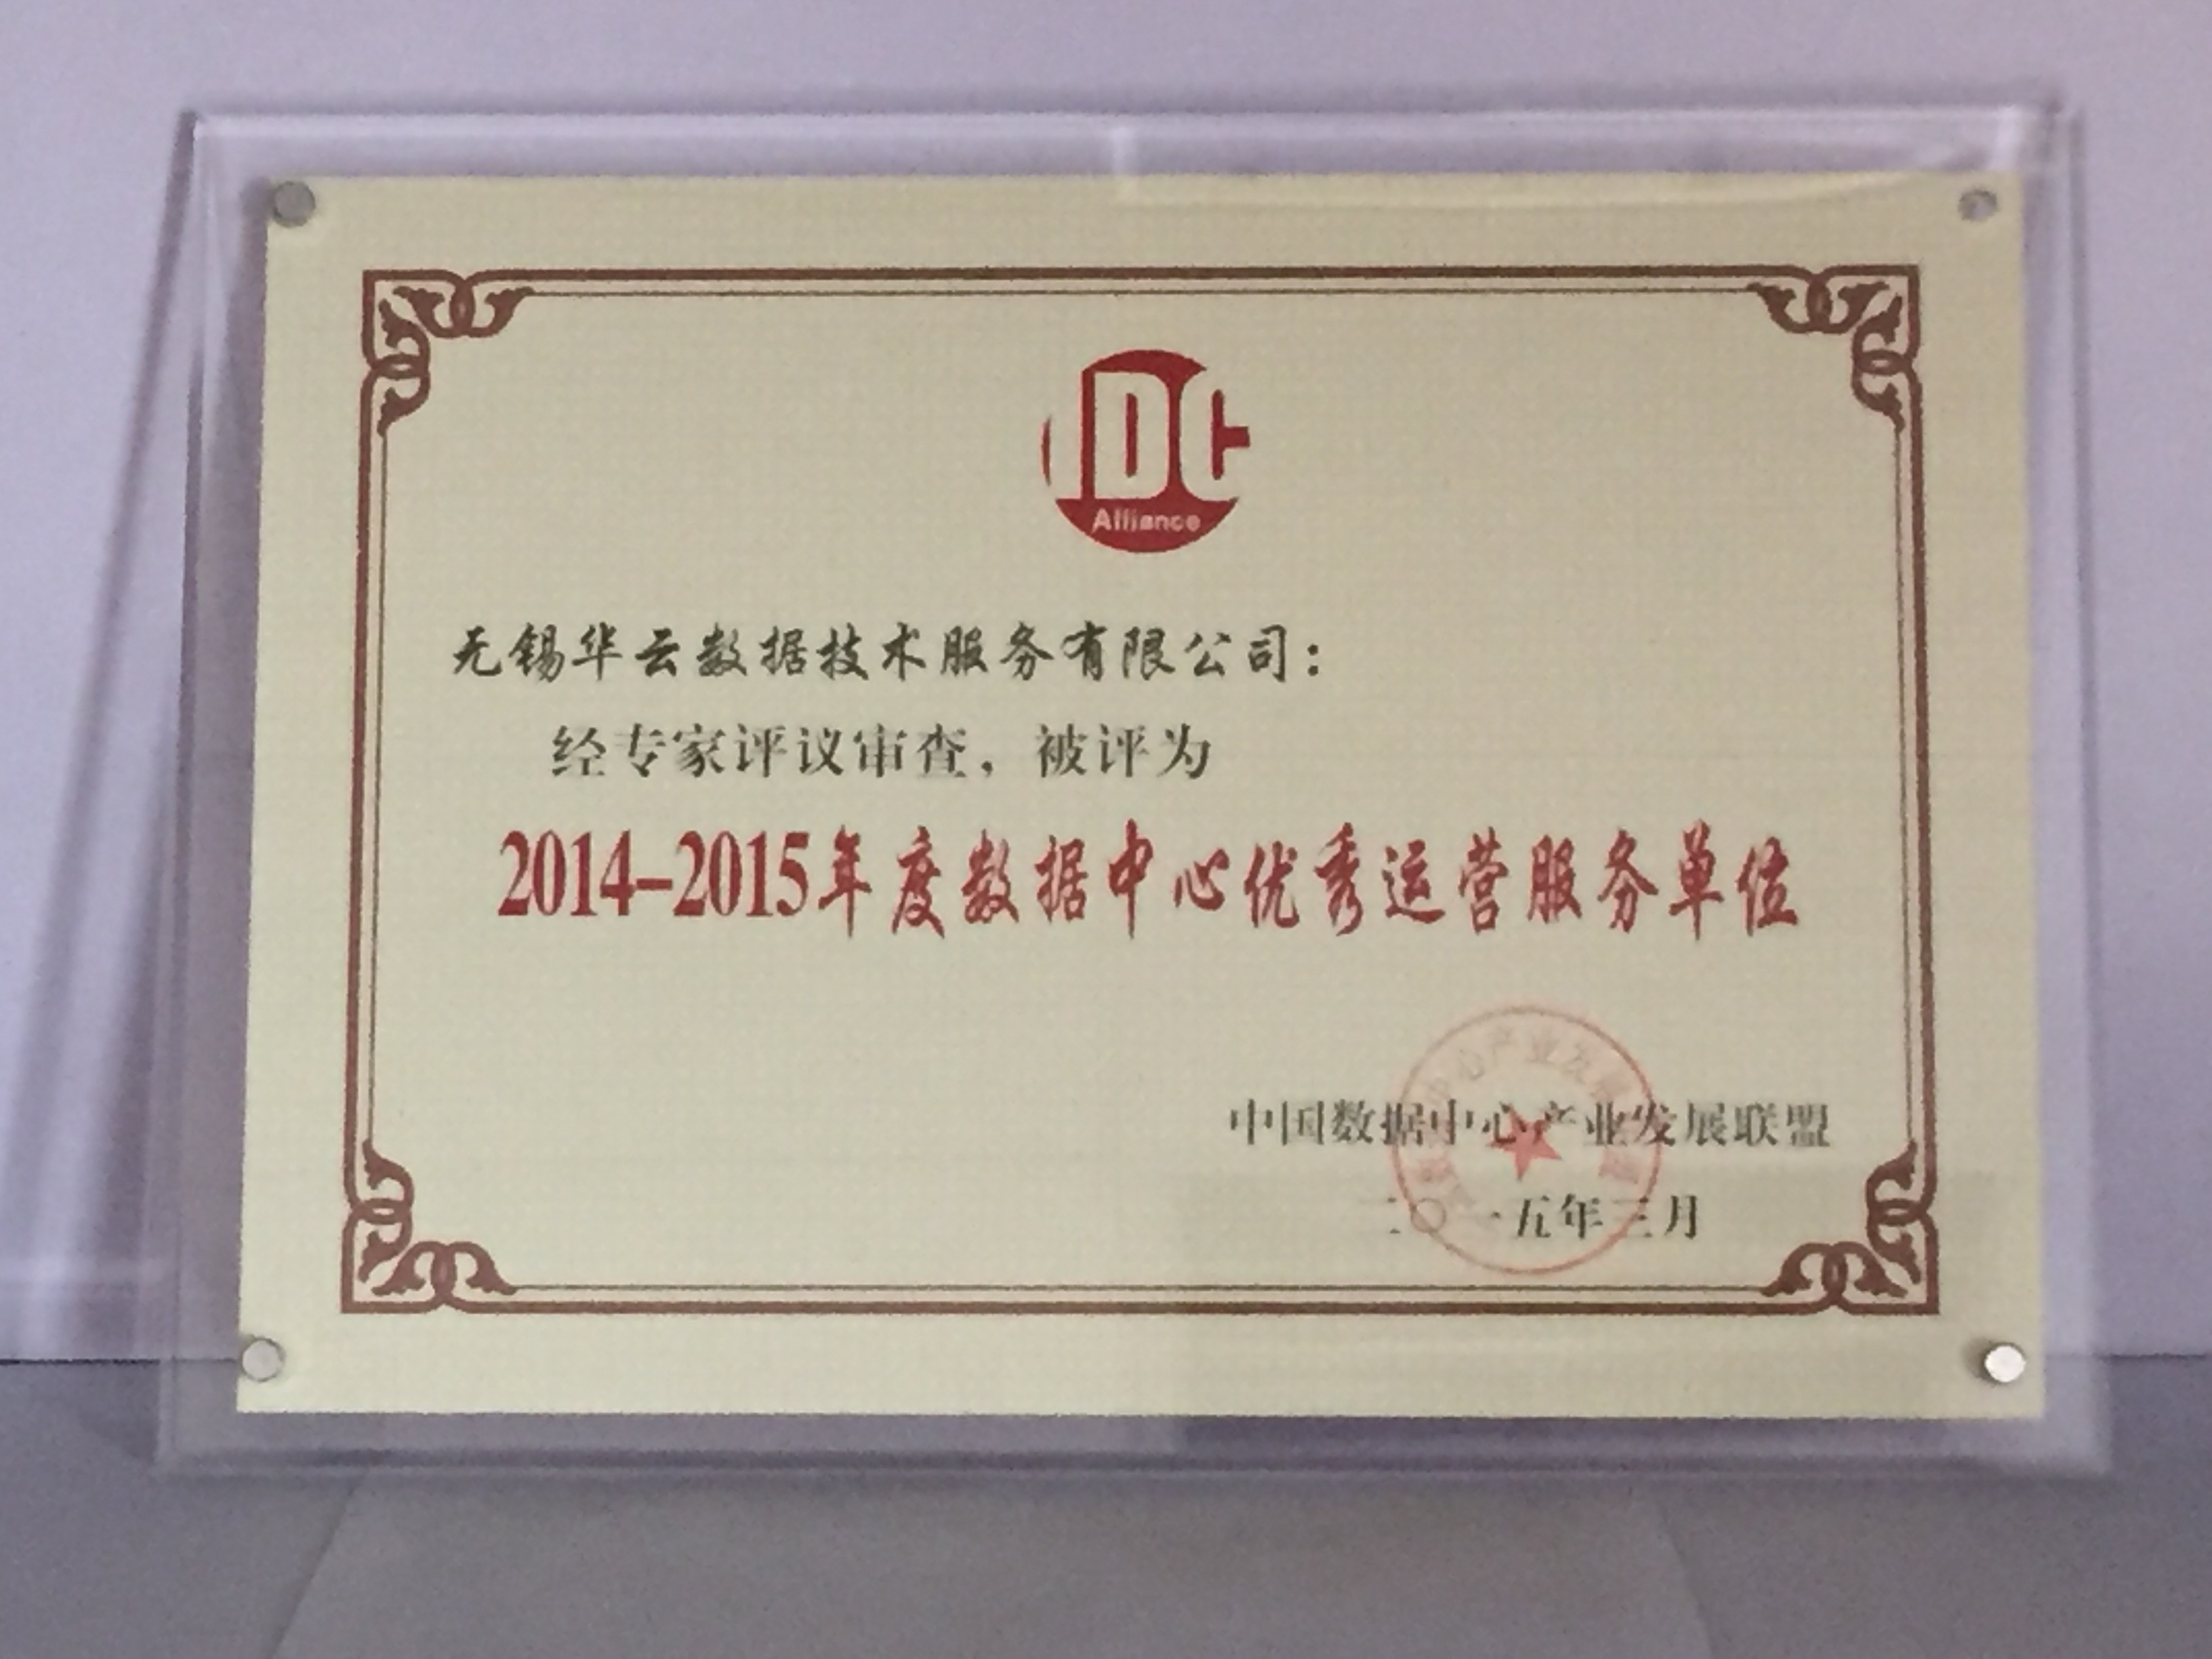 IDC
Alliance
无锡华云数据技术服务有限公司：
经专家评议审查，被评为
2014-2015年度数据中心优秀运营服务单位
中国数据中心产业发展联盟
二〇一五年三月